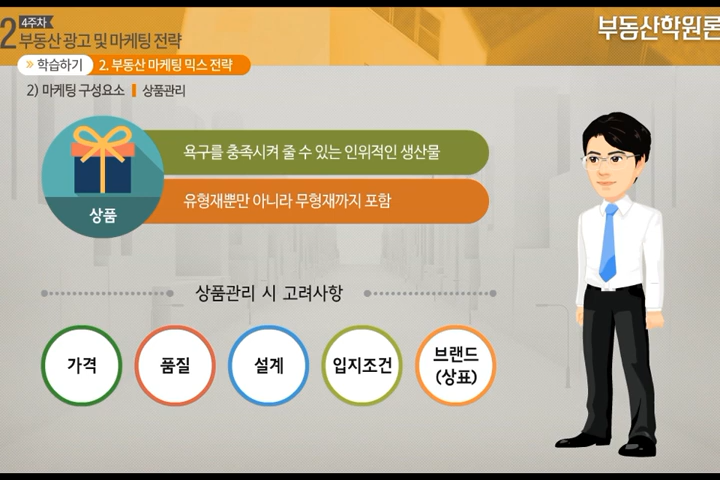 4주차
2 부동산 광고 및 마케팅 전략
부동산학원론
» 학습하기 2. 부동산 마케팅 믹스 전략
2) 마케팅 구성요소 | 상품관리
욕구를 충족시켜 줄 수 있는 인위적인 생산물
유형재뿐만 아니라 무형재까지 포함
상품
상품관리 시 고려사항
가격 품질 설계 입지조건 브랜드
(상표)